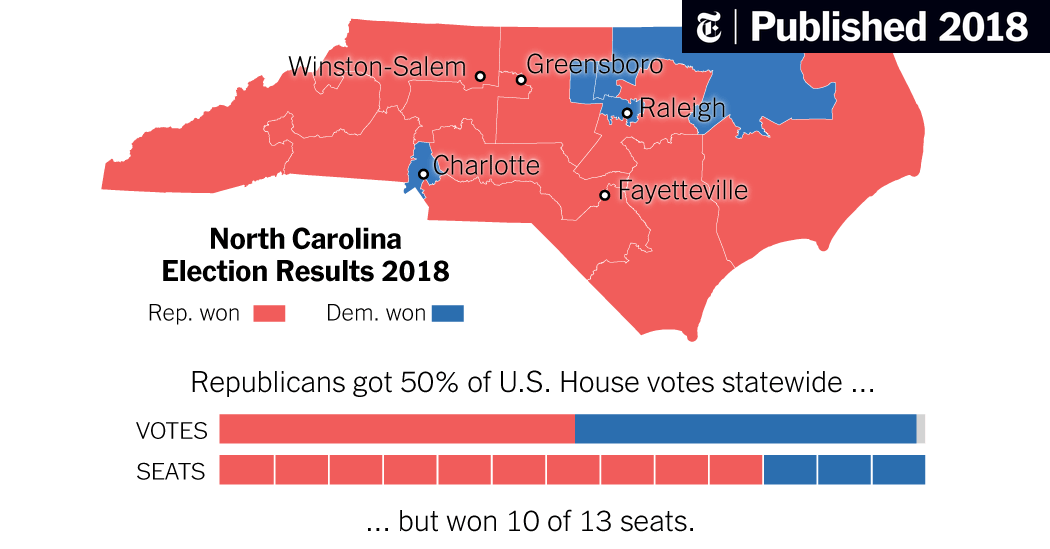 Published 2018
Winston-Salem
Greensboro
Raleigh
Charlotte
Fayetteville
North Carolina
Election Results 2018
Rep. won
Dem. won
Republicans got 50% of U.S. House votes statewide ...
VOTES
SEATS
... but won 10 of 13 seats.